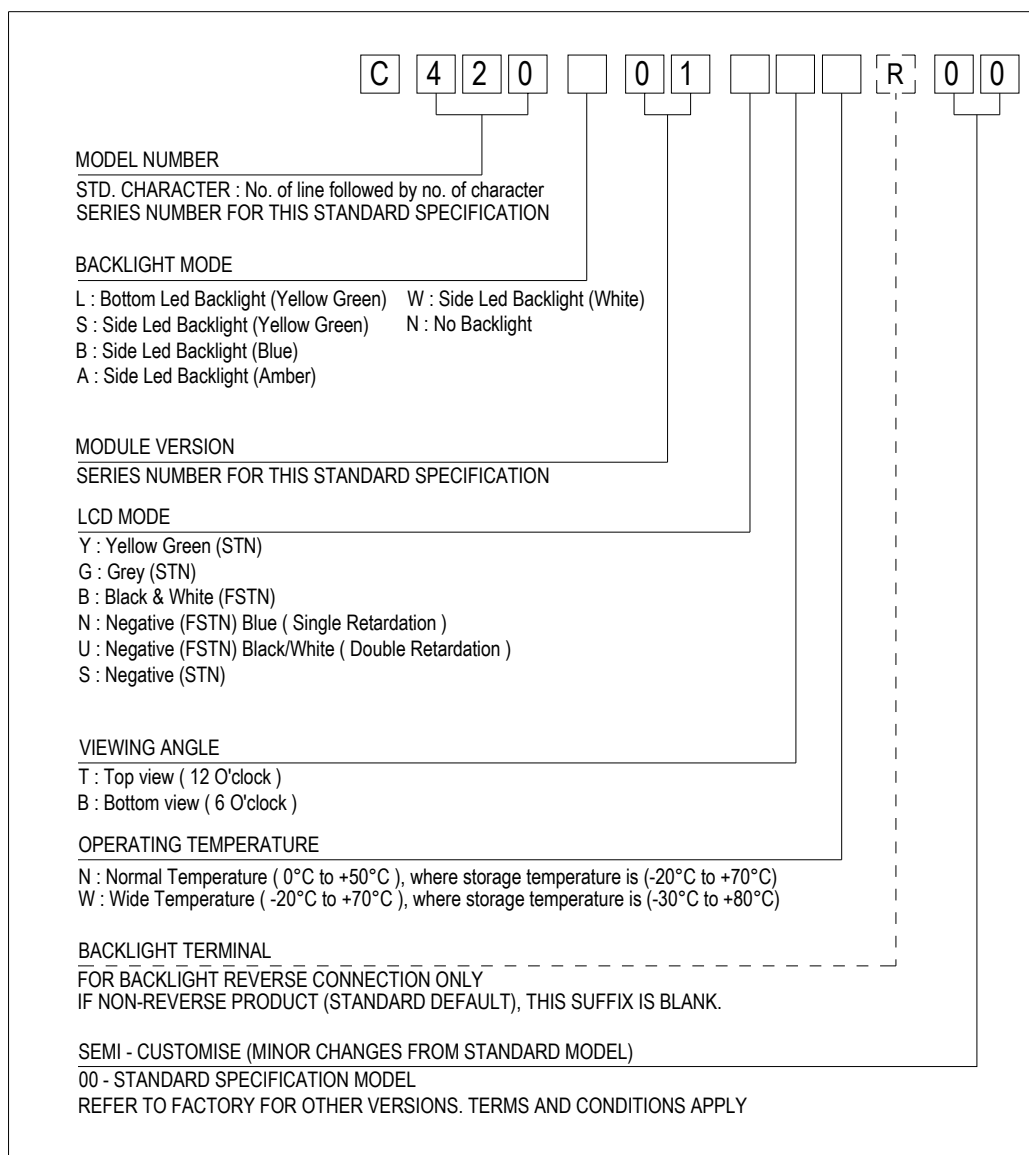 C 4 2 0 0 1 R 0 0
MODEL NUMBER
STD. CHARACTER : No. of line followed by no. of character
SERIES NUMBER FOR THIS STANDARD SPECIFICATION
BACKLIGHT MODE
L : Bottom Led Backlight (Yellow Green) W : Side Led Backlight (White)
S : Side Led Backlight (Yellow Green) N : No Backlight
B : Side Led Backlight (Blue)
A : Side Led Backlight (Amber)
MODULE VERSION
SERIES NUMBER FOR THIS STANDARD SPECIFICATION
LCD MODE
Y : Yellow Green (STN)
G : Grey (STN)
B : Black & White (FSTN)
N : Negative (FSTN) Blue ( Single Retardation )
U : Negative (FSTN) Black/White ( Double Retardation )
S : Negative (STN)
VIEWING ANGLE
T : Top view ( 12 O'clock )
B : Bottom view ( 6 O'clock )
OPERATING TEMPERATURE
N : Normal Temperature ( 0°C to +50°C ), where storage temperature is (-20°C to +70°C)
W : Wide Temperature ( -20°C to +70°C ), where storage temperature is (-30°C to +80°C)
BACKLIGHT TERMINAL
FOR BACKLIGHT REVERSE CONNECTION ONLY
IF NON-REVERSE PRODUCT (STANDARD DEFAULT), THIS SUFFIX IS BLANK.
SEMI - CUSTOMISE (MINOR CHANGES FROM STANDARD MODEL)
00 - STANDARD SPECIFICATION MODEL
REFER TO FACTORY FOR OTHER VERSIONS. TERMS AND CONDITIONS APPLY